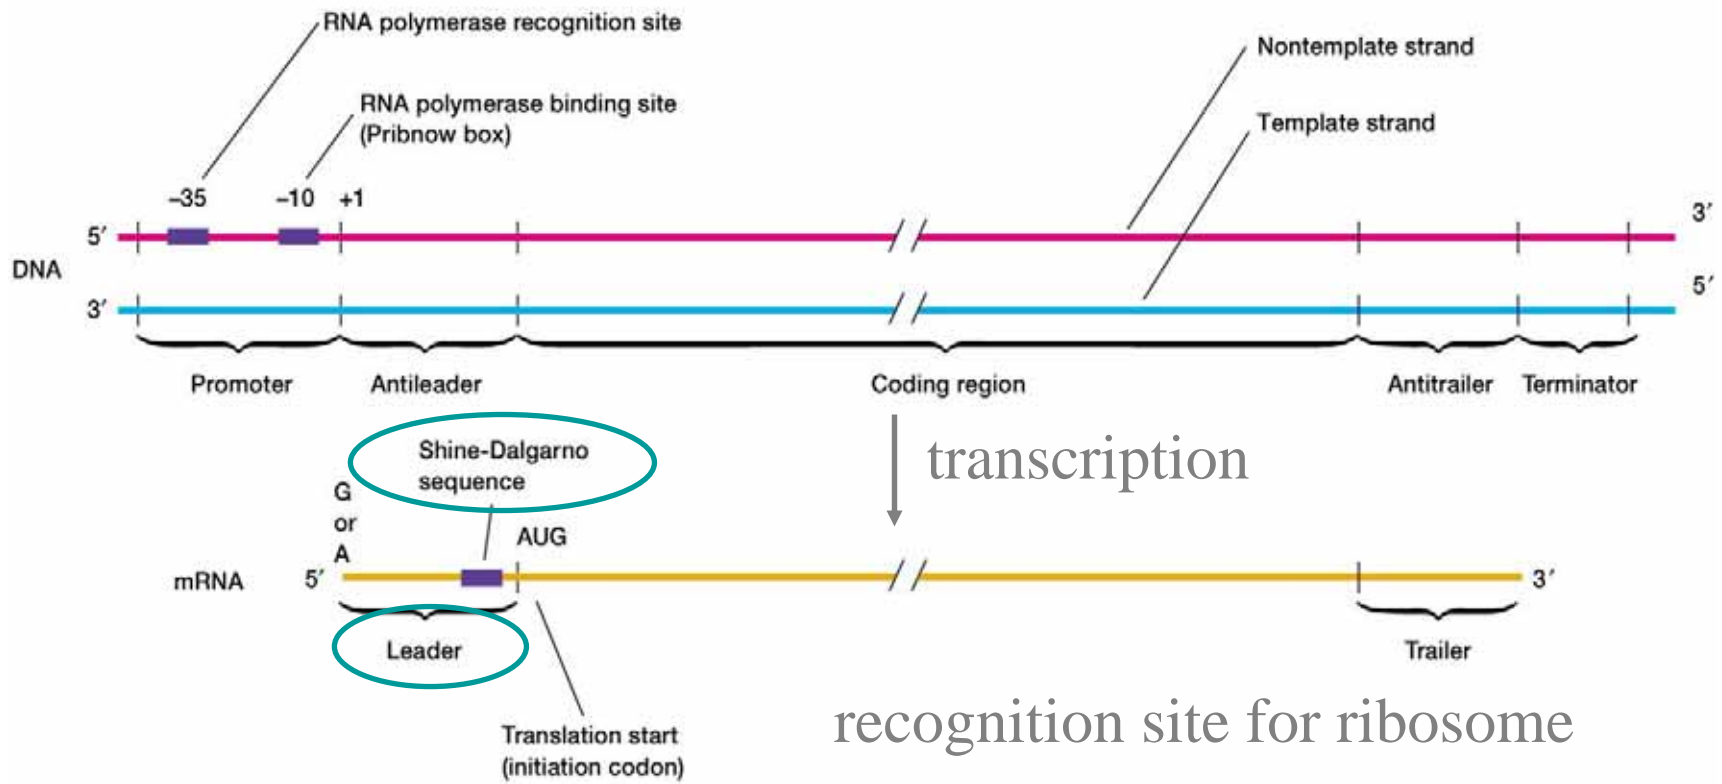 RNA polymerase recognition site
Nontemplate strand
RNA polymerase binding site
(Pribnow box)
Template strand
–35
–10
+1
5′
3′
DNA
3′
5′
Promoter
Antileader
Coding region
Antitrailer
Terminator
Shine-Dalgarno
sequence
transcription
G
or
A
AUG
mRNA
5′
3′
Leader
Trailer
Translation start
(initiation codon)
recognition site for ribosome